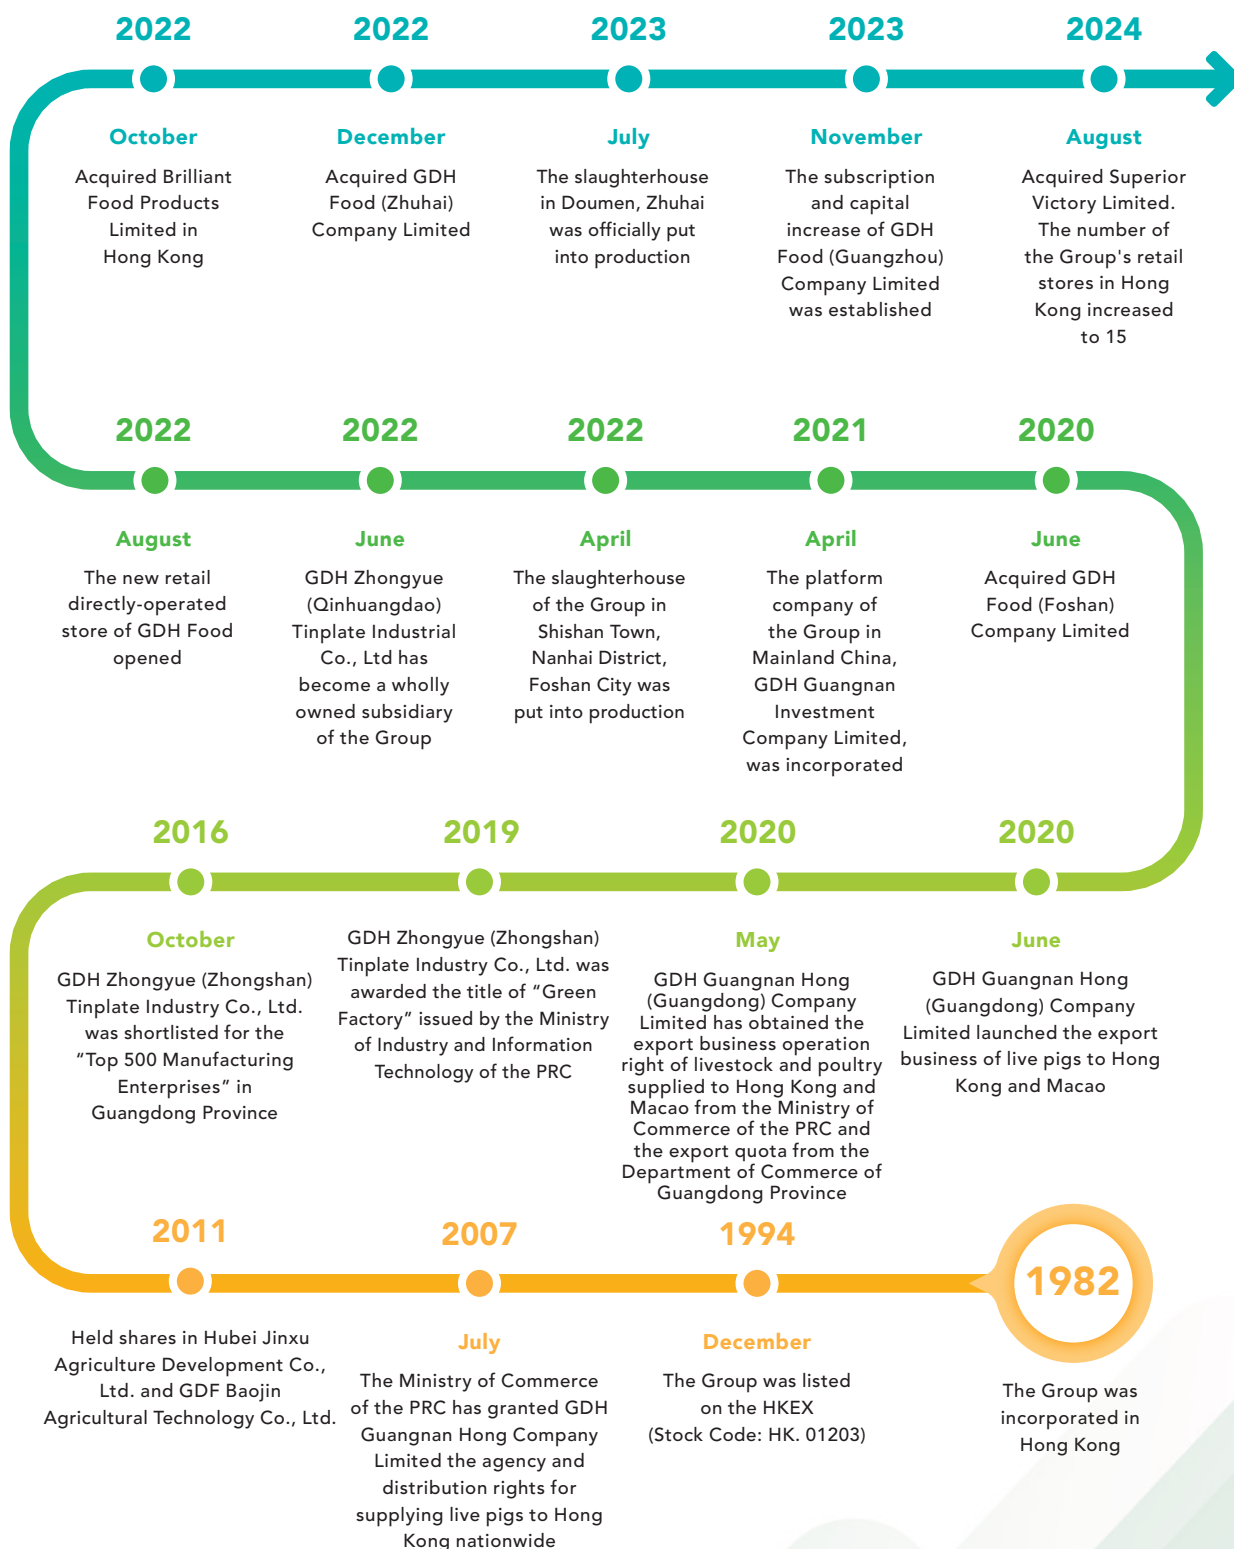 2022
October
Acquired Brilliant
Food Products
Limited in
Hong Kong
2022
December
Acquired GDH
Food (Zhuhai)
Company Limited
2023
July
The slaughterhouse
in Doumen, Zhuhai
was officially put
into production
2023
November
The subscription
and capital
increase of GDH
Food (Guangzhou)
Company Limited
was established
2024
August
Acquired Superior
Victory Limited.
The number of
the Group's retail
stores in Hong
Kong increased
to 15
2022
August
The new retail
directly-operated
store of GDH Food
opened
2022
June
GDH Zhongyue
(Qinhuangdao)
Tinplate Industrial
Co., Ltd has
become a wholly
owned subsidiary
of the Group
2022
April
The slaughterhouse
of the Group in
Shishan Town,
Nanhai District,
Foshan City was
put into production
2021
April
The platform
company of
the Group in
Mainland China,
GDH Guangnan
Investment
Company Limited,
was incorporated
2020
June
Acquired GDH
Food (Foshan)
Company Limited
2016
October
GDH Zhongyue (Zhongshan)
Tinplate Industry Co., Ltd.
was shortlisted for the
“Top 500 Manufacturing
Enterprises” in
Guangdong Province
2019
GDH Zhongyue (Zhongshan)
Tinplate Industry Co., Ltd. was
awarded the title of “Green
Factory” issued by the Ministry
of Industry and Information
Technology of the PRC
2020
May
GDH Guangnan Hong
(Guangdong) Company
Limited has obtained the
export business operation
right of livestock and poultry
supplied to Hong Kong and
Macao from the Ministry of
Commerce of the PRC and
the export quota from the
Department of Commerce of
Guangdong Province
2020
June
GDH Guangnan Hong
(Guangdong) Company
Limited launched the export
business of live pigs to Hong
Kong and Macao
2011
Held shares in Hubei Jinxu
Agriculture Development Co.,
Ltd. and GDF Baojin
Agricultural Technology Co., Ltd.
2007
July
The Ministry of Commerce
of the PRC has granted GDH
Guangnan Hong Company
Limited the agency and
distribution rights for
supplying live pigs to Hong
Kong nationwide
1994
December
The Group was listed
on the HKEX
(Stock Code: HK. 01203)
1982
The Group was
incorporated in
Hong Kong